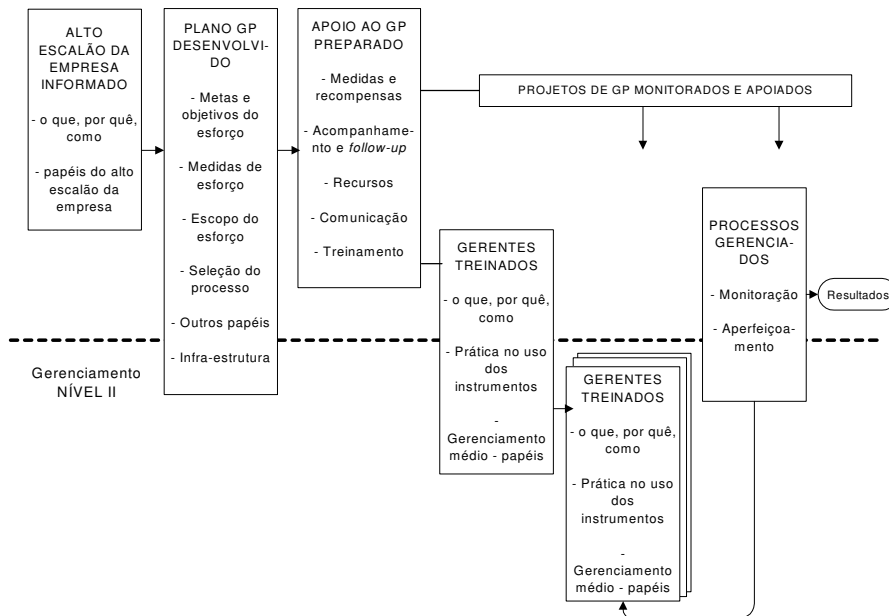 ALTO
ESCALÃO DA
EMPRESA
INFORMADO
- o que, por quê,
como
- papéis do alto
escalão da
empresa
PLANO GP
DESENVOLVI-
DO
- Metas e
objetivos do
esforço
- Medidas de
esforço
- Escopo do
esforço
- Seleção do
processo
- Outros papéis
- Infra-estrutura
APOIO AO GP
PREPARADO
- Medidas e
recompensas
- Acompanhame-
nto e follow-up
- Recursos
- Comunicação
- Treinamento
PROJETOS DE GP MONITORADOS E APOIADOS
GERENTES
TREINADOS
- o que, por quê,
como
- Prática no uso
dos
instrumentos
-
Gerenciamento
médio - papéis
GERENTES
TREINADOS
- o que, por quê,
como
- Prática no uso
dos
instrumentos
-
Gerenciamento
médio - papéis
PROCESSOS
GERENCIA-
DOS
- Monitoração
- Aperfeiçoa-
mento
Resultados
Gerenciamento
NÍVEL II